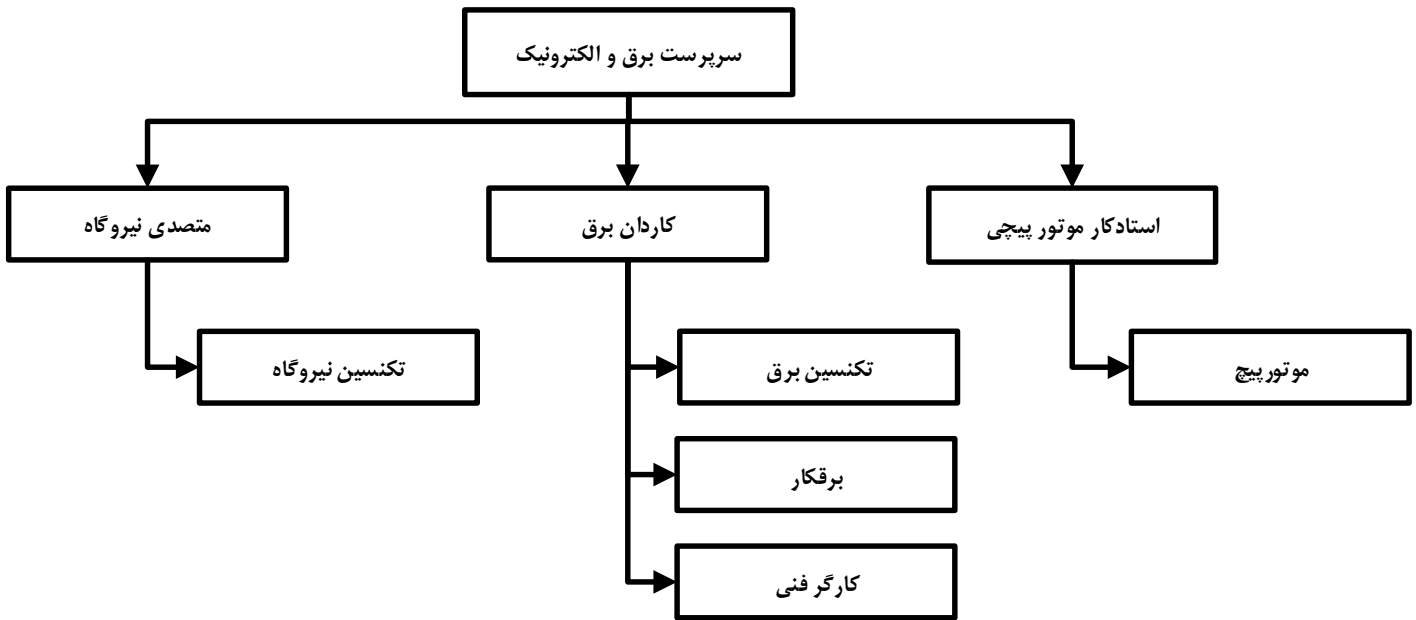 سرپرست برق و الکترونیک
استادکار موتور پیچی
کاردان برق
متصدی نیروگاه
موتورپیچ
تکنسین برق
تکنسین نیروگاه
برقکار
کارگر فنی